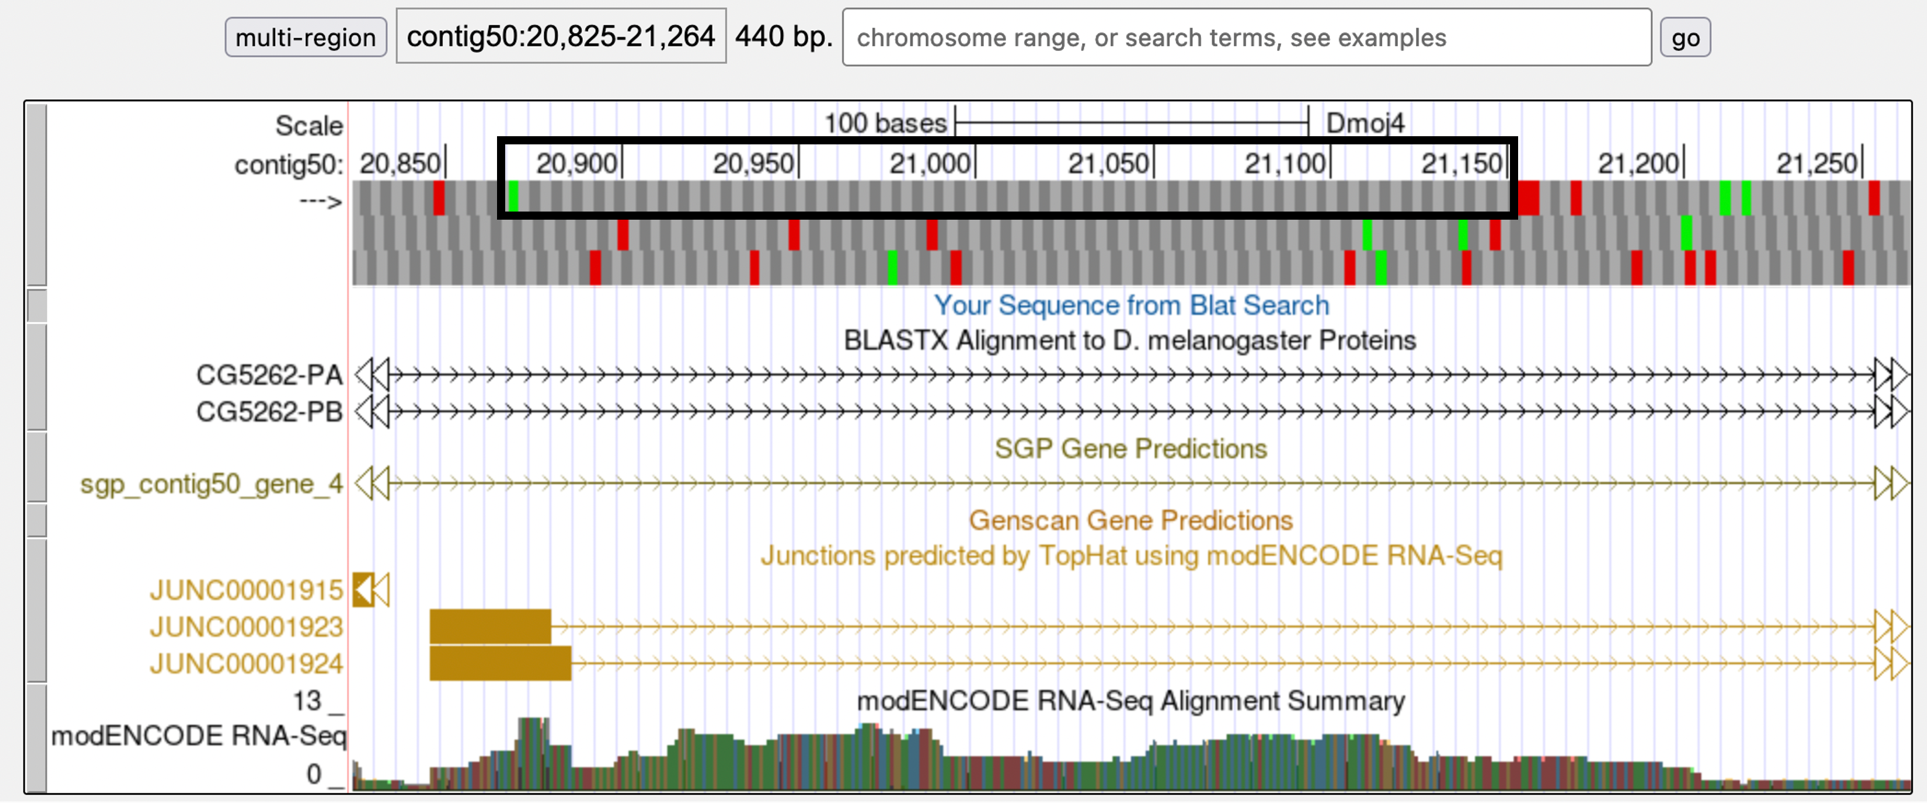 multi-region contig50:20,825-21,264 440 bp. chromosome range, or search terms, see examples go
Scale 100 bases Dmoj4
contig50: 20,850 20,900 20,950 21,000 21,050 21,100 21,150 21,200 21,250
--->
Your Sequence from Blat Search
BLASTX Alignment to D. melanogaster Proteins
CG5262-PA
CG5262-PB
SGP Gene Predictions
sgp_contig50_gene_4
Genscan Gene Predictions
Junctions predicted by TopHat using modENCODE RNA-Seq
JUNC00001915
JUNC00001923
JUNC00001924
13 _ modENCODE RNA-Seq Alignment Summary
modENCODE RNA-Seq
0 _